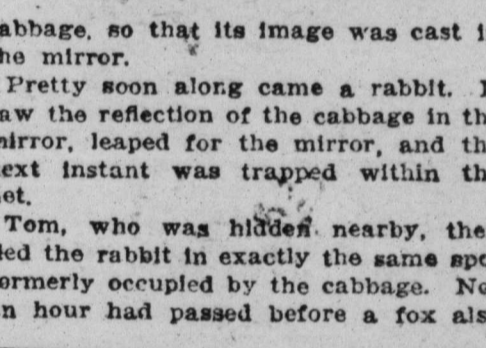 abbage, so that its image was cast i
he mirror.
Pretty soon along came a rabbit. I
aw the reflection of the cabbage in th
mirror, leaped for the mirror, and th
ext instant was trapped within th
et.
Tom, who was hidden nearby, the
ied the rabbit in exactly the same spo
ormerly occupied by the cabbage. No
n hour had passed before a fox als